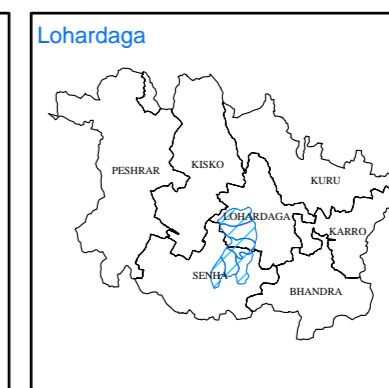 Lohardaga
PESHRAR
KISKO
KURU
LOHARDAGA
KARRO
SENHA
BHANDRA